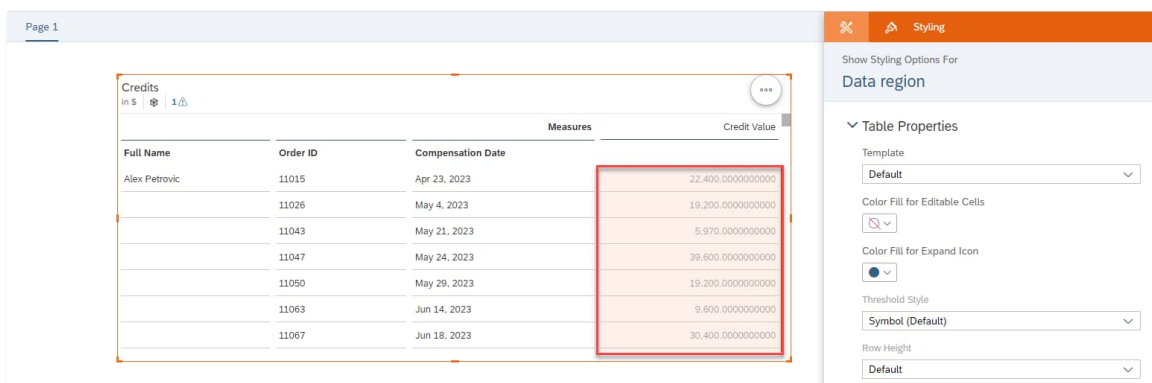 Page 1
Styling
Show Styling Options For
Data region
Credits
in $ 1
Measures Credit Value
Full Name Order ID Compensation Date
Alex Petrovic 11015 Apr 23, 2023 22,400.0000000000
11026 May 4, 2023 19,200.0000000000
11043 May 21, 2023 5,970.0000000000
11047 May 24, 2023 39,600.0000000000
11050 May 29, 2023 19,200.0000000000
11063 Jun 14, 2023 9,600.0000000000
11067 Jun 18, 2023 30,400.0000000000
Table Properties
Template
Default
Color Fill for Editable Cells
Color Fill for Expand Icon
Threshold Style
Symbol (Default)
Row Height
Default